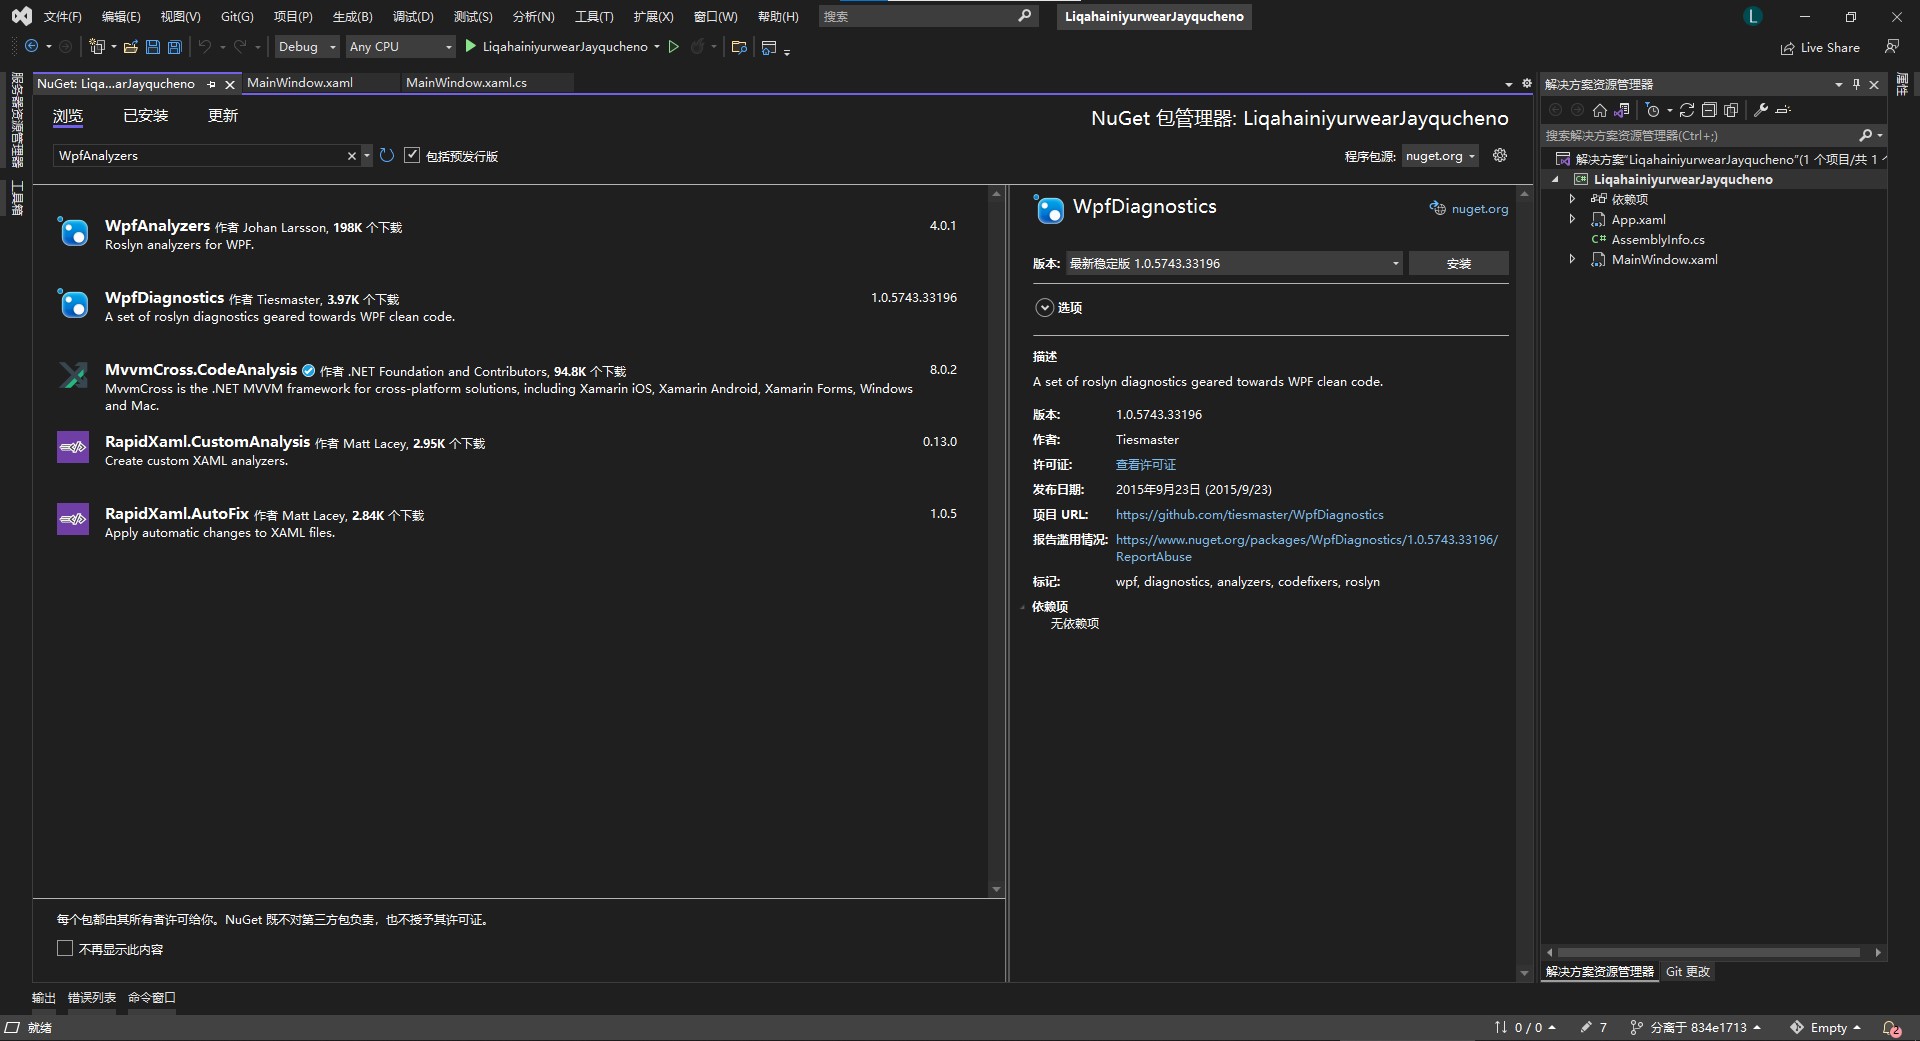 文件(F) 编辑(E) 视图(V) Git(G) 项目(P) 生成(B) 调试(D) 测试(S) 分析(N) 工具(T) 扩展(X) 窗口(W) 帮助(H) 搜索 LiqahainiyurwearJayqucheno L
Debug Any CPU LiqahainiyurwearJayqucheno Live Share
服务器资源管理器
工具箱
NuGet: Liqa...arJayqucheno MainWindow.xaml MainWindow.xaml.cs
浏览 已安装 更新
NuGet 包管理器: LiqahainiyurwearJayqucheno
WpfAnalyzers 包括预发行版
程序包源: nuget.org
WpfAnalyzers 作者 Johan Larsson, 198K 个下载 4.0.1
Roslyn analyzers for WPF.
WpfDiagnostics 作者 Tiesmaster, 3.97K 个下载 1.0.5743.33196
A set of roslyn diagnostics geared towards WPF clean code.
MvvmCross.CodeAnalysis 作者 .NET Foundation and Contributors, 94.8K 个下载 8.0.2
MvvmCross is the .NET MVVM framework for cross-platform solutions, including Xamarin iOS, Xamarin Android, Xamarin Forms, Windows
and Mac.
RapidXaml.CustomAnalysis 作者 Matt Lacey, 2.95K 个下载 0.13.0
Create custom XAML analyzers.
RapidXaml.AutoFix 作者 Matt Lacey, 2.84K 个下载 1.0.5
Apply automatic changes to XAML files.
每个包都由其所有者许可给你。NuGet 既不对第三方包负责，也不授予其许可证。
不再显示此内容
WpfDiagnostics nuget.org
版本: 最新稳定版 1.0.5743.33196 安装
选项
描述
A set of roslyn diagnostics geared towards WPF clean code.
版本: 1.0.5743.33196
作者: Tiesmaster
许可证: 查看许可证
发布日期: 2015年9月23日 (2015/9/23)
项目 URL: https://github.com/tiesmaster/WpfDiagnostics
报告滥用情况: https://www.nuget.org/packages/WpfDiagnostics/1.0.5743.33196/
ReportAbuse
标记: wpf, diagnostics, analyzers, codefixers, roslyn
依赖项
无依赖项
解决方案资源管理器
搜索解决方案资源管理器(Ctrl+;)
解决方案"LiqahainiyurwearJayqucheno"(1 个项目/共 1
C# LiqahainiyurwearJayqucheno
依赖项
App.xaml
C# AssemblyInfo.cs
MainWindow.xaml
解决方案资源管理器 Git 更改
属性
输出 错误列表 命令窗口
就绪 0 / 0 7 分离于 834e1713 Empty 2